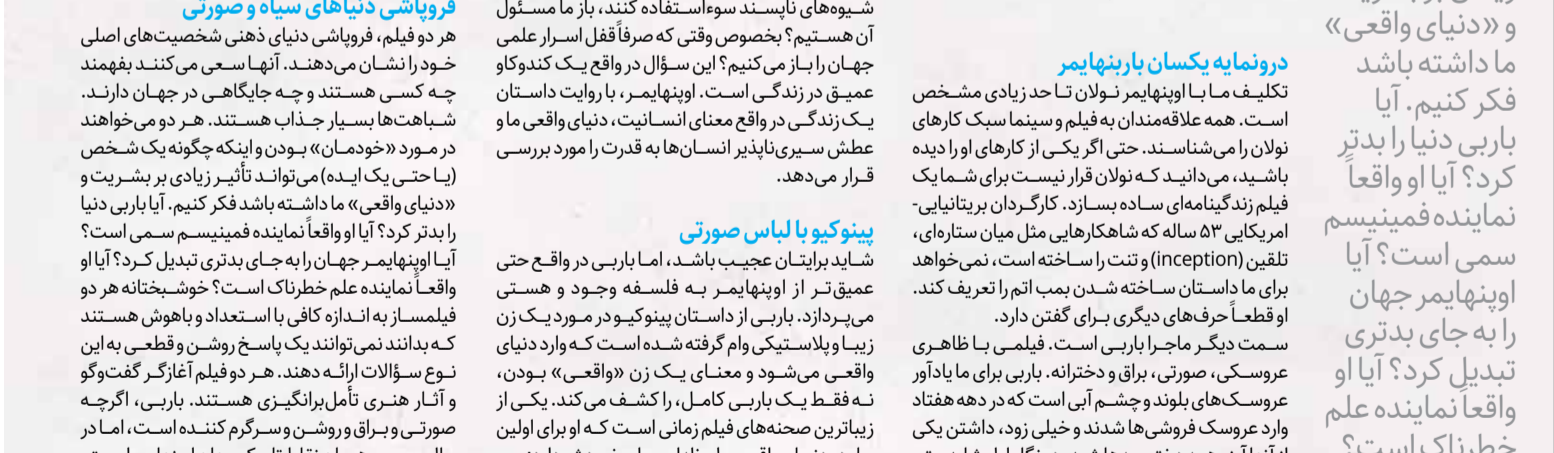 و «دنیای واقعی»
ما داشته باشد
فکر کنیم. آیا
باربی دنیا را بدتر
کرد؟ آیا او واقعاً
نماینده فمینیسم
سمی است؟ آیا
اوپنهایمر جهان
را به جای بدتری
تبدیل کرد؟ آیا او
واقعاً نماینده علم
خطرناک است؟
درونمایه یکسان باربنهایمر
تکلیف ما با اوپنهایمر نولان تا حد زیادی مشخص
است. همه علاقه‌مندان به فیلم و سینما سبک کارهای
نولان را می‌شناسند. حتی اگر یکی از کارهای او را دیده
باشید، می‌دانید که نولان قرار نیست برای شما یک
فیلم زندگینامه‌ای ساده بسازد. کارگردان بریتانیایی-
امریکایی ۵۳ ساله که شاهکارهایی مثل میان ستاره‌ای،
تلقین (inception) و تنت را ساخته است، نمی‌خواهد
برای ما داستان ساخته شدن بمب اتم را تعریف کند.
او قطعاً حرف‌های دیگری برای گفتن دارد.
سمت دیگر ماجرا باربی است. فیلمی با ظاهری
عروسکی، صورتی، براق و دخترانه. باربی برای ما یادآور
عروسک‌های بلوند و چشم آبی است که در دهه هفتاد
وارد عروسک فروشی‌ها شدند و خیلی زود، داشتن یکی
شیوه‌های ناپسند سوءاستفاده کنند، باز ما مسئول
آن هستیم؟ بخصوص وقتی که صرفاً قفل اسرار علمی
جهان را باز می‌کنیم؟ این سؤال در واقع یک کندوکاو
عمیق در زندگی است. اوپنهایمر، با روایت داستان
یک زندگی در واقع معنای انسانیت، دنیای واقعی ما و
عطش سیری‌ناپذیر انسان‌ها به قدرت را مورد بررسی
قرار می‌دهد.
پینوکیو با لباس صورتی
شاید برایتان عجیب باشد، اما باربی در واقع حتی
عمیق‌تر از اوپنهایمر به فلسفه وجود و هستی
می‌پردازد. باربی از داستان پینوکیو در مورد یک زن
زیبا و پلاستیکی وام گرفته شده است که وارد دنیای
واقعی می‌شود و معنای یک زن «واقعی» بودن،
نه فقط یک باربی کامل، را کشف می‌کند. یکی از
زیباترین صحنه‌های فیلم زمانی است که او برای اولین
فروپاشی دنیاهای سیاه و صورتی
هر دو فیلم، فروپاشی دنیای ذهنی شخصیت‌های اصلی
خود را نشان می‌دهند. آنها سعی می‌کنند بفهمند
چه کسی هستند و چه جایگاهی در جهان دارند.
شباهت‌ها بسیار جذاب هستند. هر دو می‌خواهند
در مورد «خودمان» بودن و اینکه چگونه یک شخص
(یا حتی یک ایده) می‌تواند تأثیر زیادی بر بشریت و
«دنیای واقعی» ما داشته باشد فکر کنیم. آیا باربی دنیا
را بدتر کرد؟ آیا او واقعاً نماینده فمینیسم سمی است؟
آیا اوپنهایمر جهان را به جای بدتری تبدیل کرد؟ آیا او
واقعاً نماینده علم خطرناک است؟ خوشبختانه هر دو
فیلمساز به اندازه کافی با استعداد و باهوش هستند
که بدانند نمی‌توانند یک پاسخ روشن و قطعی به این
نوع سؤالات ارائه دهند. هر دو فیلم آغازگر گفت‌وگو
و آثار هنری تأمل‌برانگیزی هستند. باربی، اگرچه
صورتی و براق و روشن و سرگرم کننده است، اما در